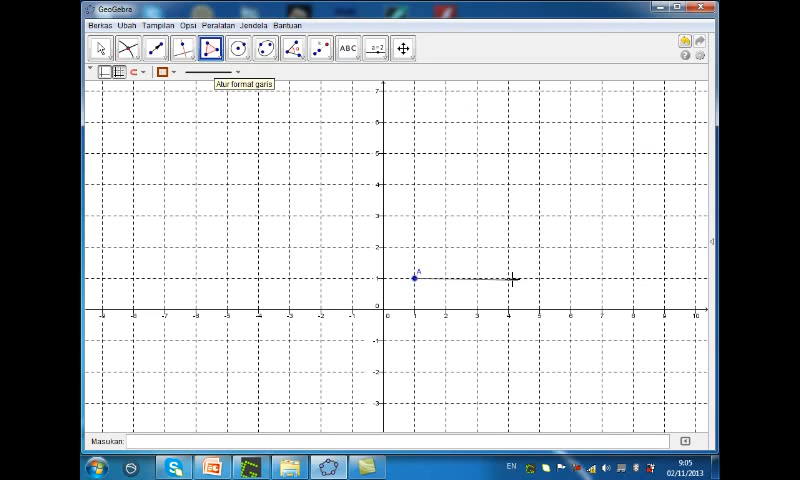 GeoGebra
Berkas Ubah Tampilan Opsi Peralatan Jendela Bantuan
ABC a=2
Atur format garis
7
6
5
4
3
2
A
1
0
-9 -8 -7 -6 -5 -4 -3 -2 -1 0 1 2 3 4 5 6 7 8 9 10
-1
-2
-3
Masukan:
EN 9:05
02/11/2013